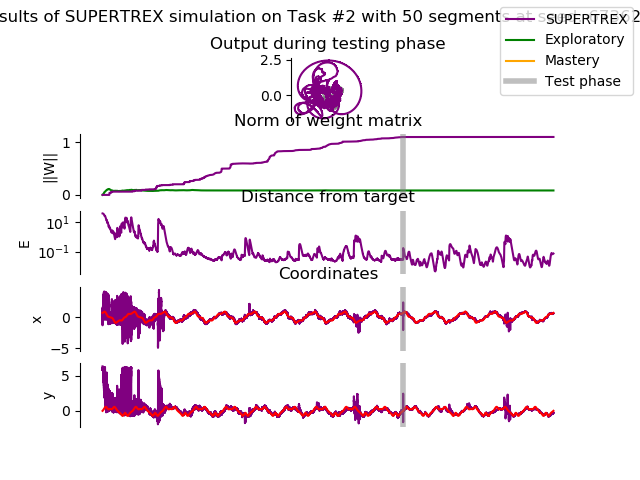 sults of SUPERTREX simulation on Task #2 with 50 segments
SUPERTREX
Exploratory
Mastery
Test phase
Output during testing phase
2.5
0.0
Norm of weight matrix
1
0
||W||
Distance from target
10¹
10⁻¹
E
Coordinates
0
−5
x
5
0
y